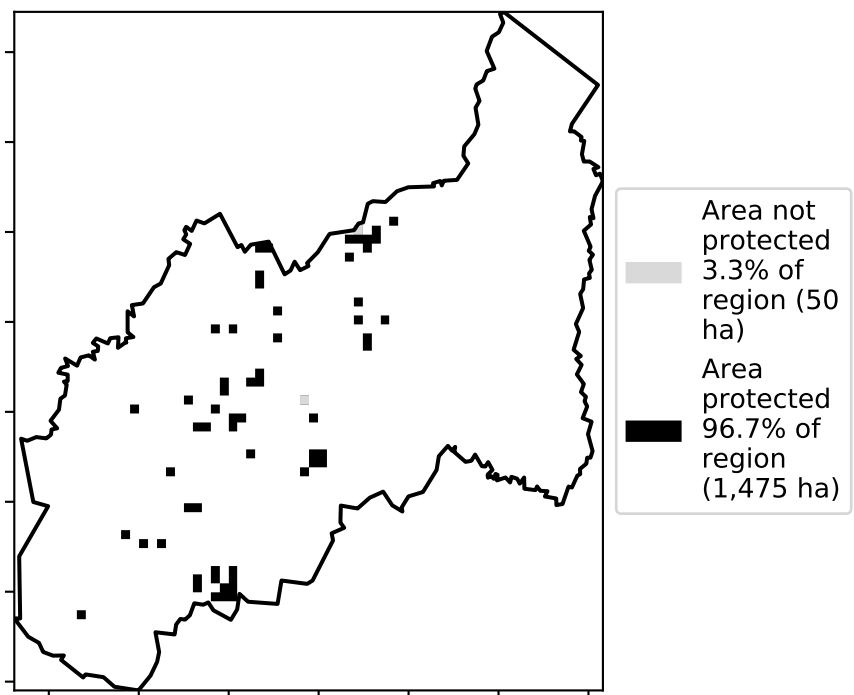 Area not
protected
3.3% of
region (50
ha)
Area
protected
96.7% of
region
(1,475 ha)